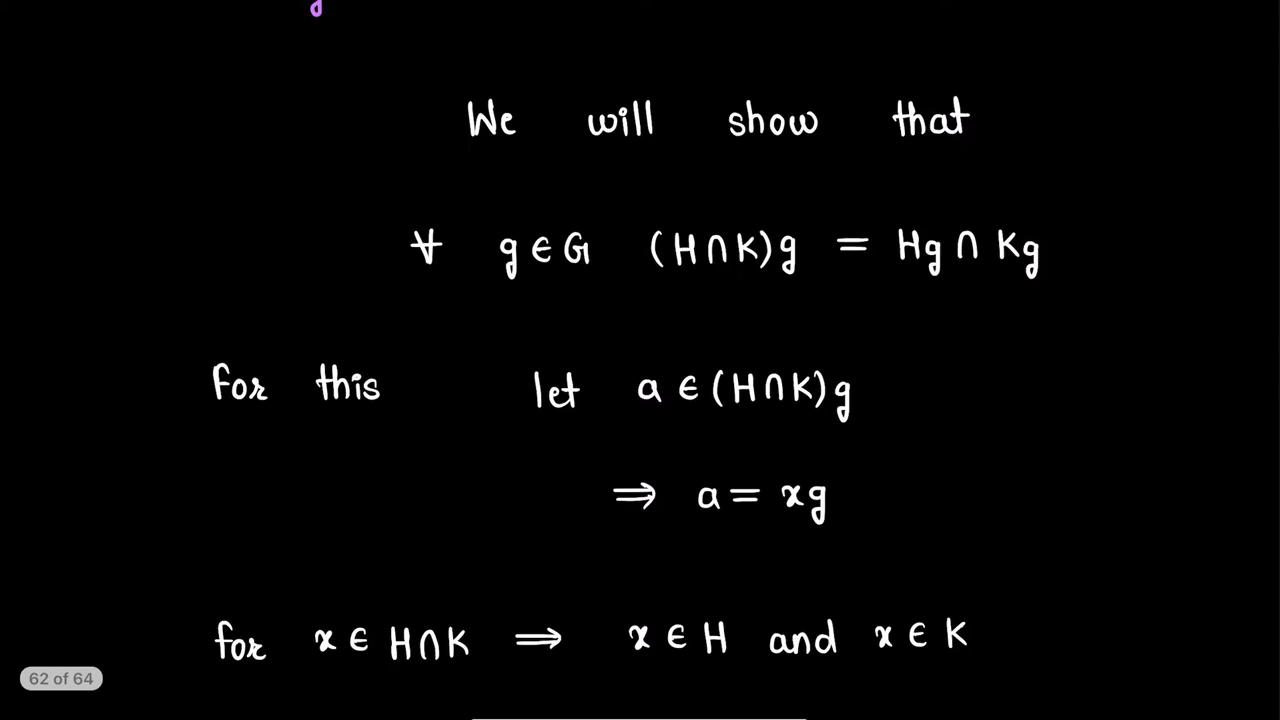 We will show that
∀ g ∈ G (H ∩ K)g = Hg ∩ Kg
For this let a ∈ (H ∩ K)g
⟹ a = xg
for x ∈ H ∩ K ⟹ x ∈ H and x ∈ K
62 of 64